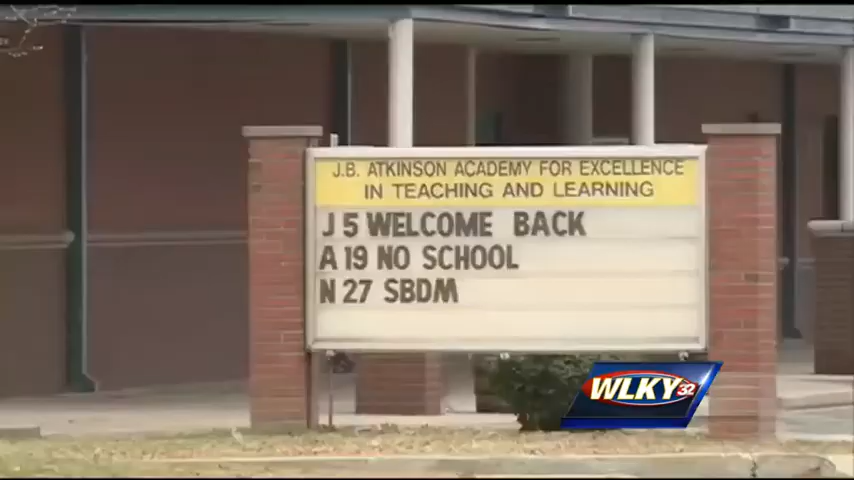 J.B. ATKINSON ACADEMY FOR EXCELLENCE
IN TEACHING AND LEARNING
J 5 WELCOME BACK
A 19 NO SCHOOL
N 27 SBDM
WLKY 32